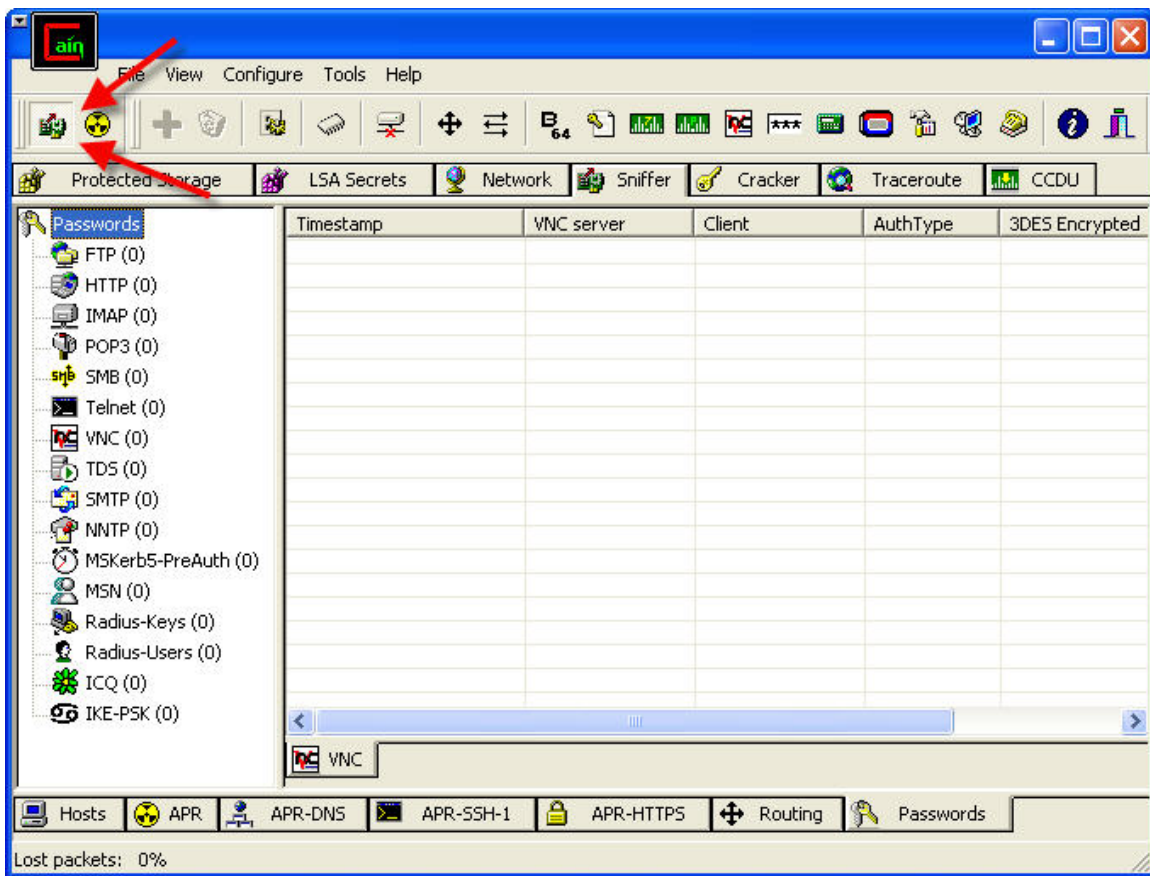 Cain
File View Configure Tools Help
B 64 ***
Protected Storage LSA Secrets Network Sniffer Cracker Traceroute CCDU
Passwords
Timestamp VNC server Client AuthType 3DES Encrypted
FTP (0)
HTTP (0)
IMAP (0)
POP3 (0)
SMB (0)
Telnet (0)
VNC (0)
TDS (0)
SMTP (0)
NNTP (0)
MSKerb5-PreAuth (0)
MSN (0)
Radius-Keys (0)
Radius-Users (0)
ICQ (0)
IKE-PSK (0)
VNC
Hosts APR APR-DNS APR-SSH-1 APR-HTTPS Routing Passwords
Lost packets: 0%